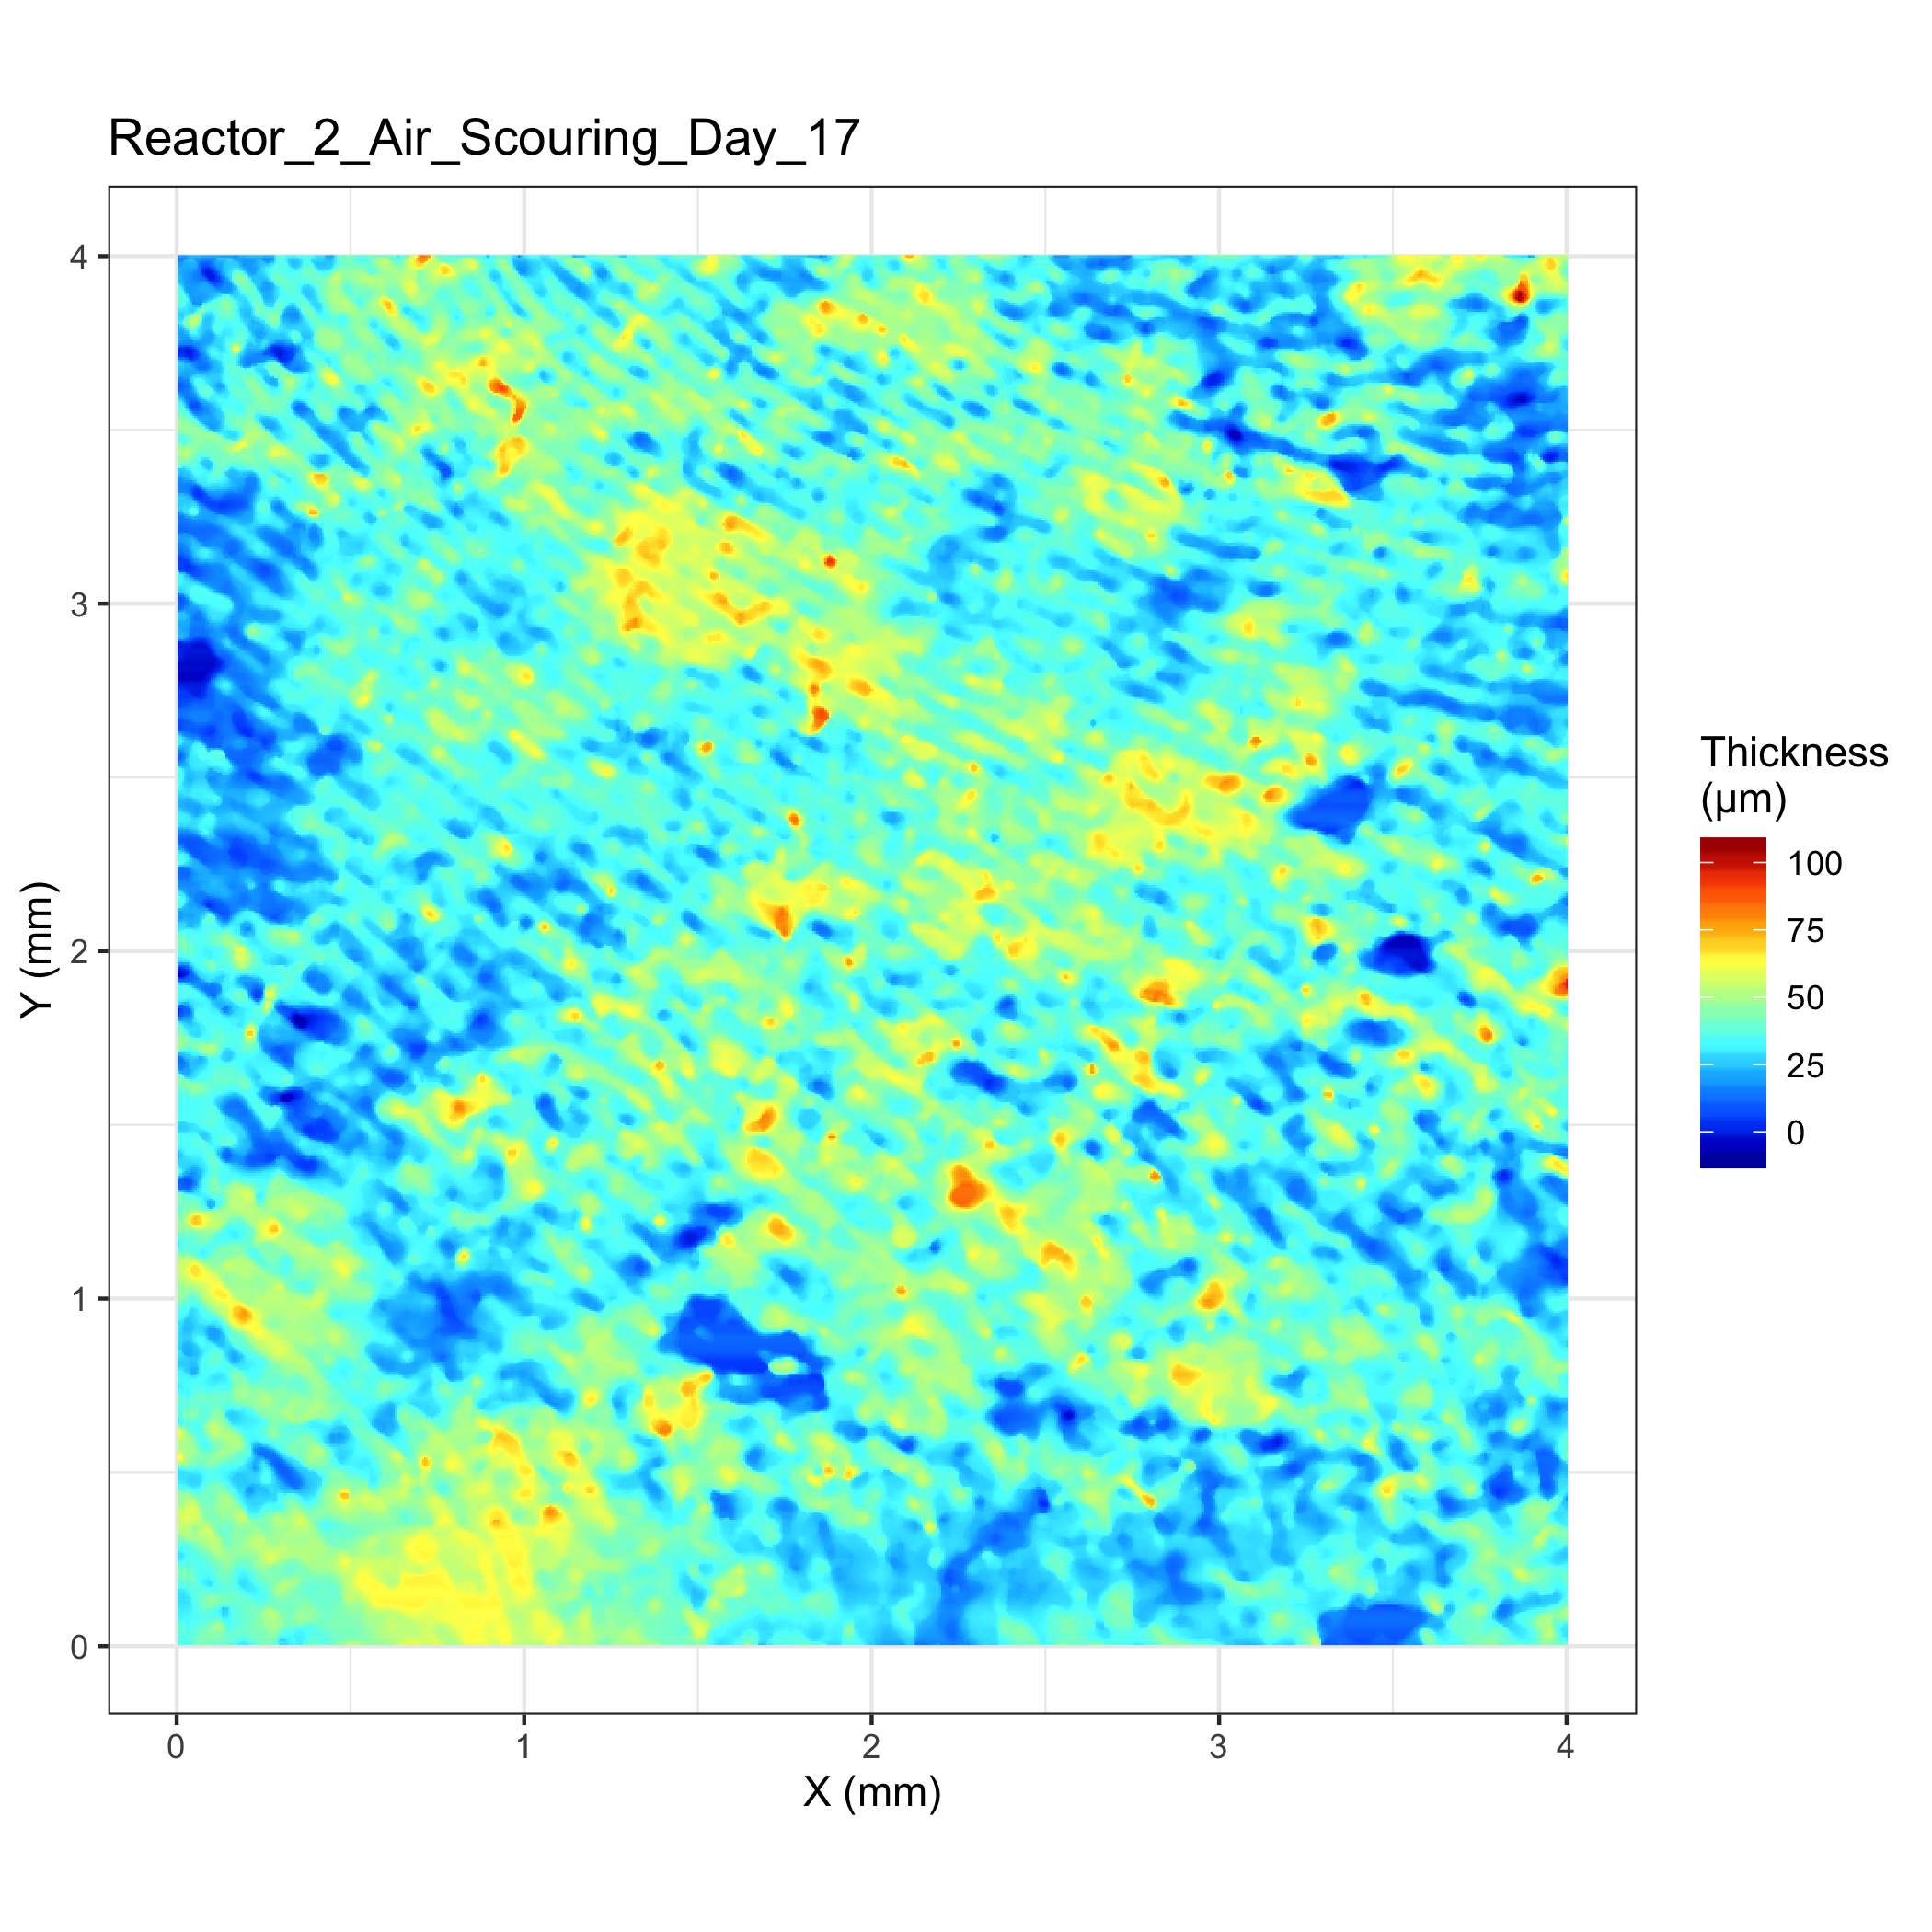 Reactor_2_Air_Scouring_Day_17
4
3
2
1
0
Y (mm)
0 1 2 3 4
X (mm)
Thickness
(µm)
100
75
50
25
0